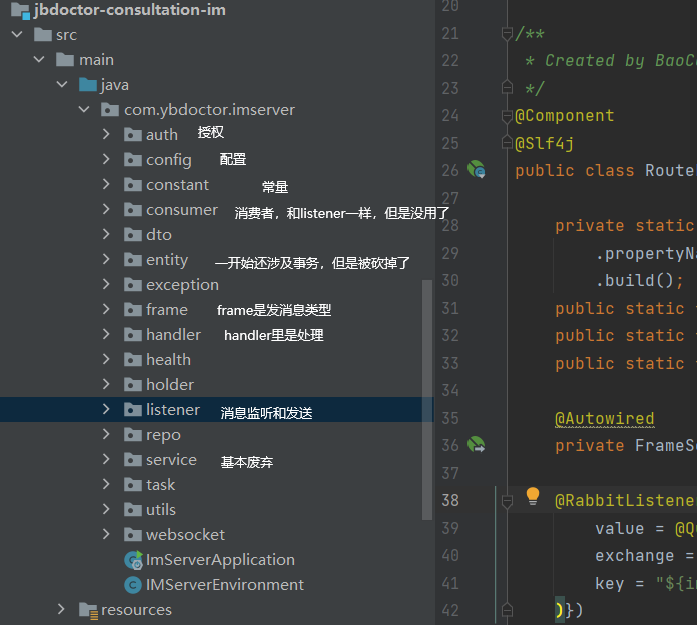 jbdoctor-consultation-im
src
main
java
com.ybdoctor.imserver
auth 授权
config 配置
constant 常量
consumer 消费者，和listener一样，但是没用了
dto
entity 一开始还涉及事务，但是被砍掉了
exception
frame frame是发消息类型
handler handler里是处理
health
holder
listener 消息监听和发送
repo
service 基本废弃
task
utils
websocket
ImServerApplication
IMServerEnvironment
resources
20
21 /**
22 * Created by BaoC
23 */
24 @Component
25 @Slf4j
26 public class Route
27
28 private static
29 .propertyNa
30 .build();
31 public static
32 public static
33 public static
34
35 @Autowired
36 private FrameSe
37
38 @RabbitListene
39 value = @Q
40 exchange =
41 key = "${i
42 )})